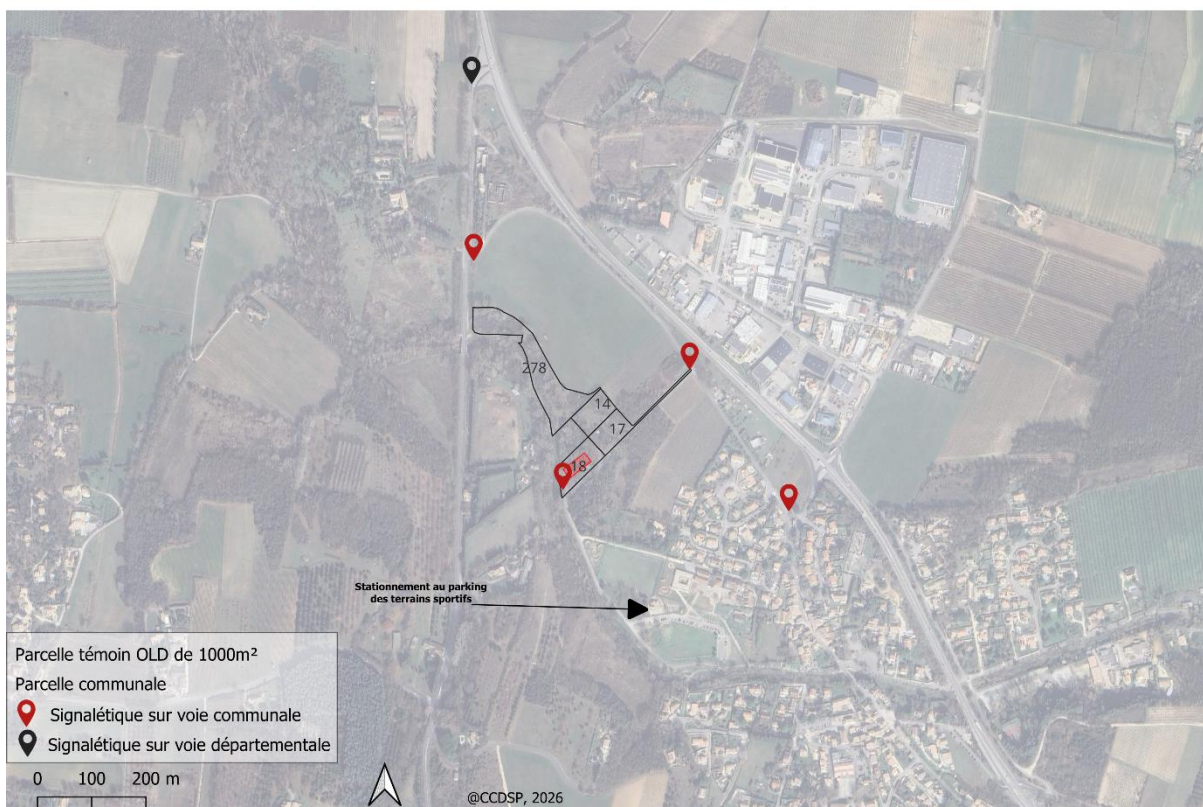 278
14
17
18
Stationnement au parking
des terrains sportifs
Parcelle témoin OLD de 1000m²
Parcelle communale
Signalétique sur voie communale
Signalétique sur voie départementale
0 100 200 m
@CCDSP, 2026